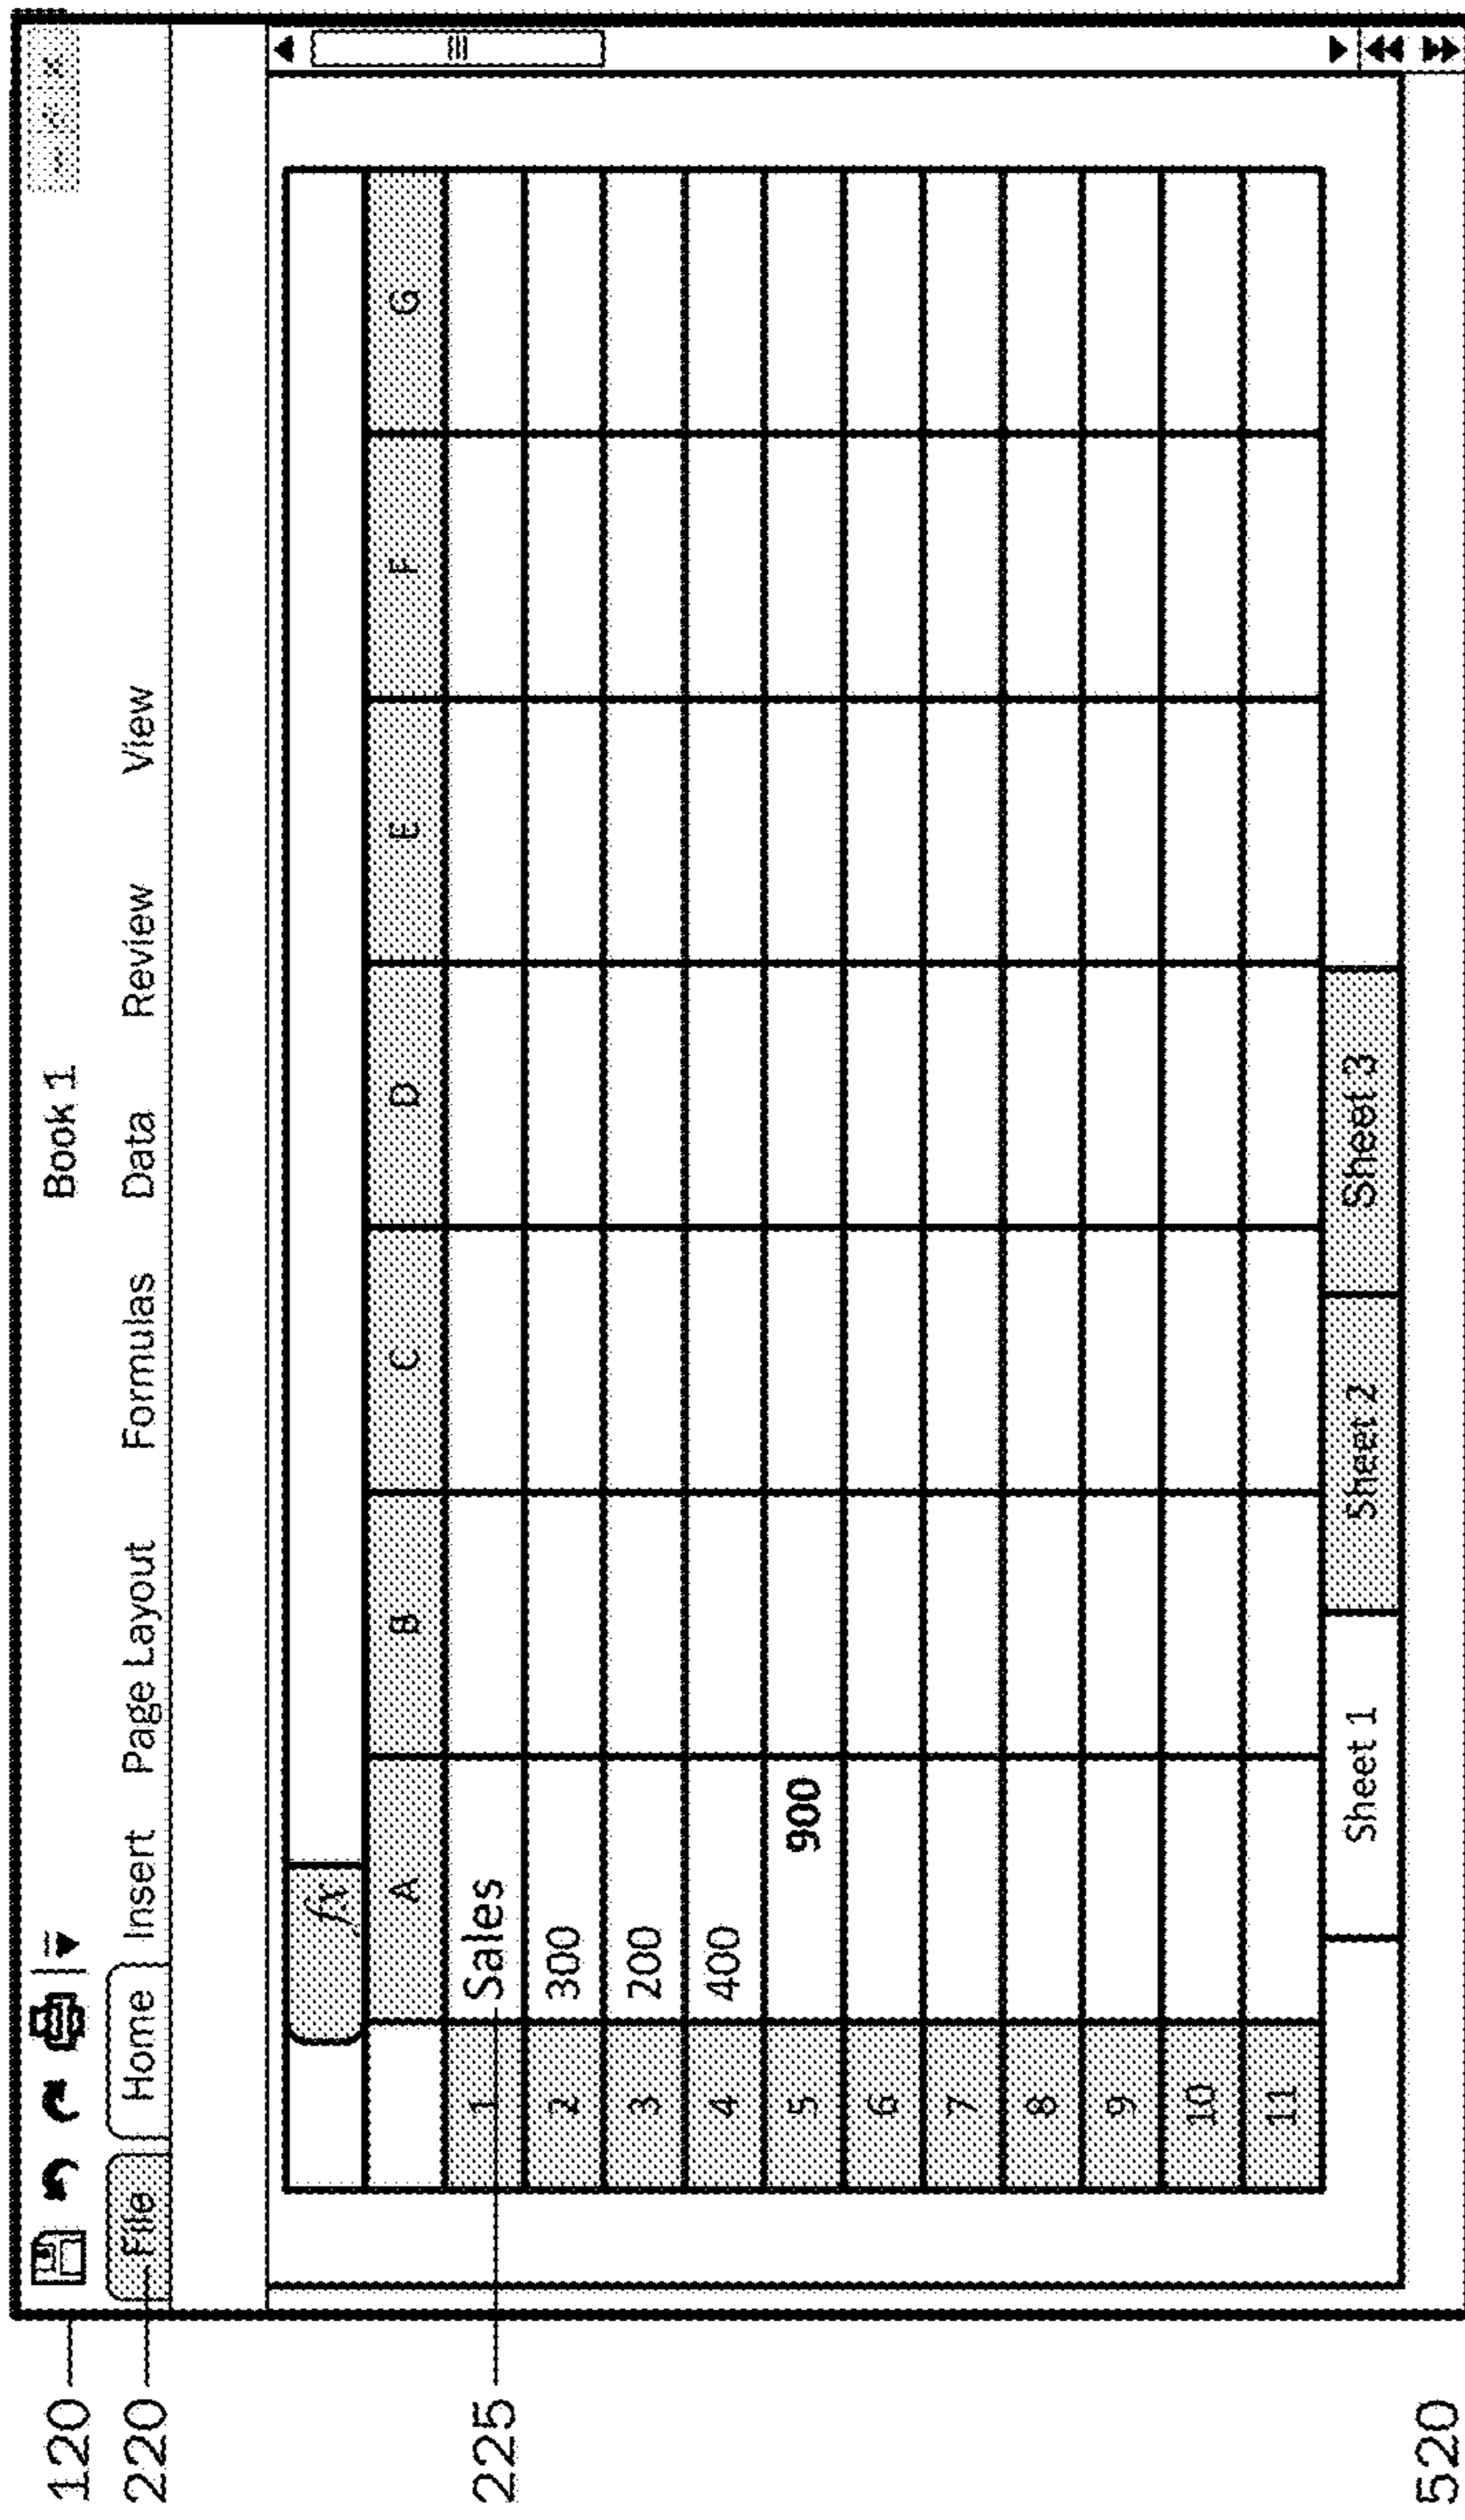 120
Book 1
220
File Home Insert Page Layout Formulas Data Review View
fx
A B C D E F G
225
1 Sales
2 300
3 200
4 400
5 900
6
7
8
9
10
11
Sheet 1 Sheet 2 Sheet 3
520